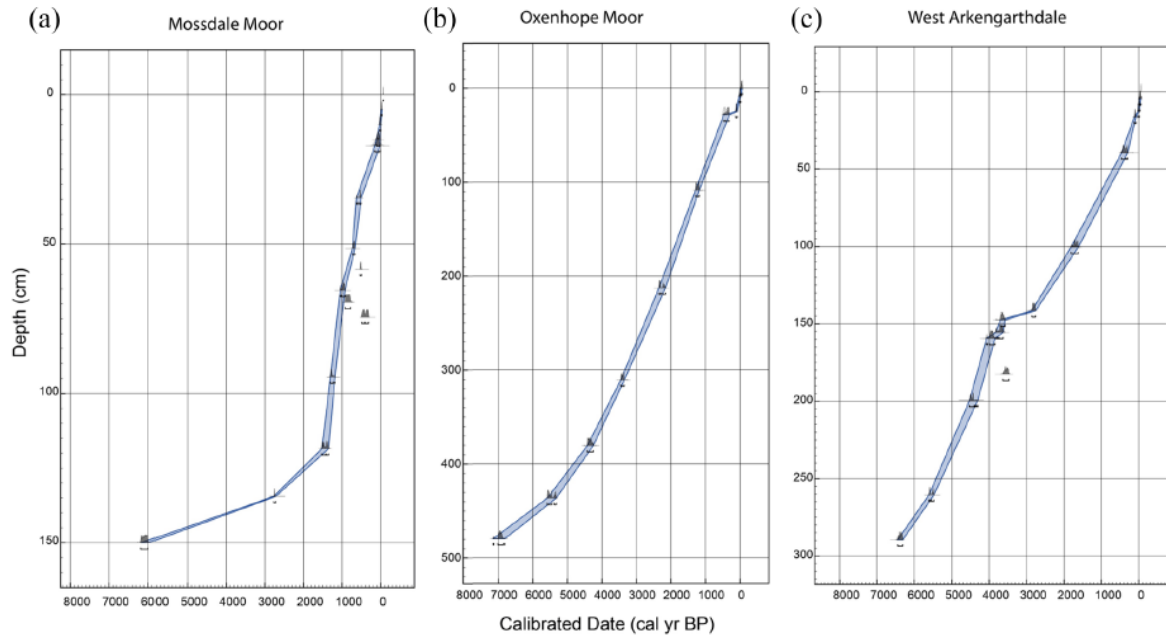 (a)
Mossdale Moor
(b)
Oxenhope Moor
(c)
West Arkengarthdale
Depth (cm)
0
50
100
150
0
100
200
300
400
500
0
50
100
150
200
250
300
8000 7000 6000 5000 4000 3000 2000 1000 0
8000 7000 6000 5000 4000 3000 2000 1000 0
8000 7000 6000 5000 4000 3000 2000 1000 0
Calibrated Date (cal yr BP)